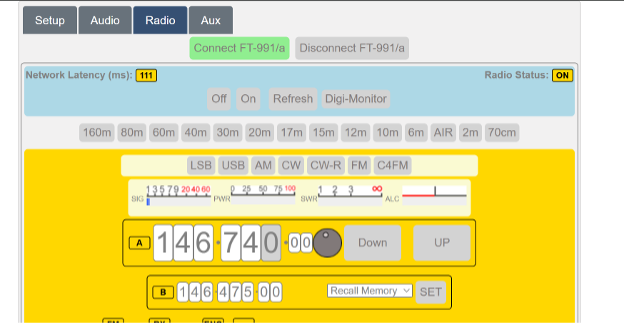 Setup Audio Radio Aux
Connect FT-991/a Disconnect FT-991/a
Network Latency (ms): 111 Radio Status: ON
Off On Refresh Digi-Monitor
160m 80m 60m 40m 30m 20m 17m 15m 12m 10m 6m AIR 2m 70cm
LSB USB AM CW CW-R FM C4FM
SIG 1 3 5 7 9 20 40 60 PWR 0 25 50 75 100 SWR 1 2 3 ∞ ALC
A 146.740.00 Down UP
B 146.475.00 Recall Memory SET